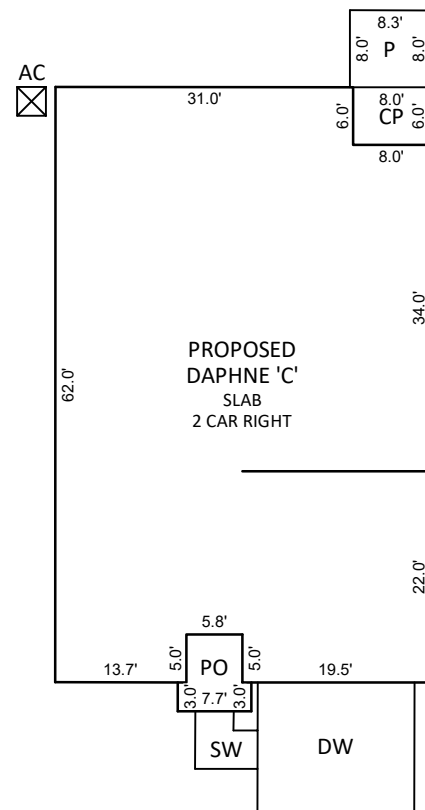 8.3'
8.0'
P
8.0'
AC
31.0'
8.0'
6.0'
CP
6.0'
8.0'
34.0'
PROPOSED
DAPHNE 'C'
SLAB
2 CAR RIGHT
62.0'
22.0'
5.8'
5.0'
PO
5.0'
13.7'
19.5'
3.0'
7.7'
3.0'
SW
DW